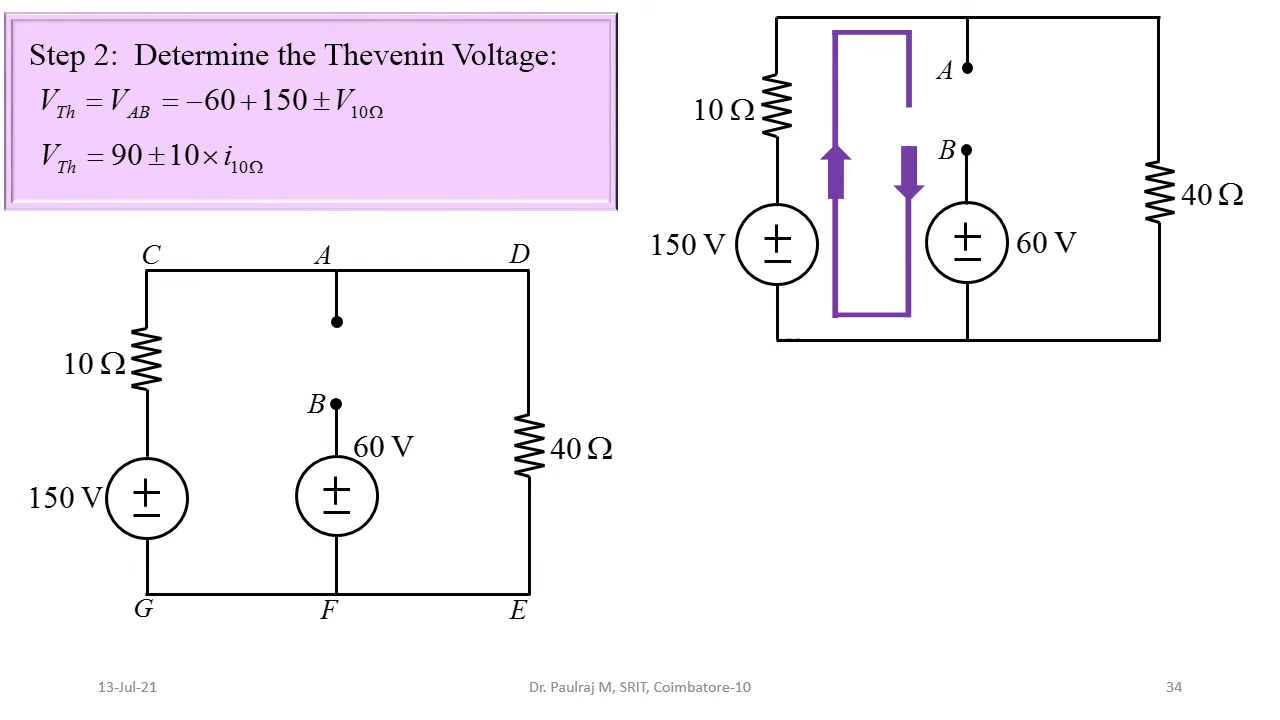 Step 2: Determine the Thevenin Voltage:
V_Th = V_AB = −60 + 150 ± V_10Ω
V_Th = 90 ± 10 × i_10Ω
A
10 Ω
B
40 Ω
150 V
60 V
C
A
D
10 Ω
B
60 V
40 Ω
150 V
G
F
E
13-Jul-21
Dr. Paulraj M, SRIT, Coimbatore-10
34